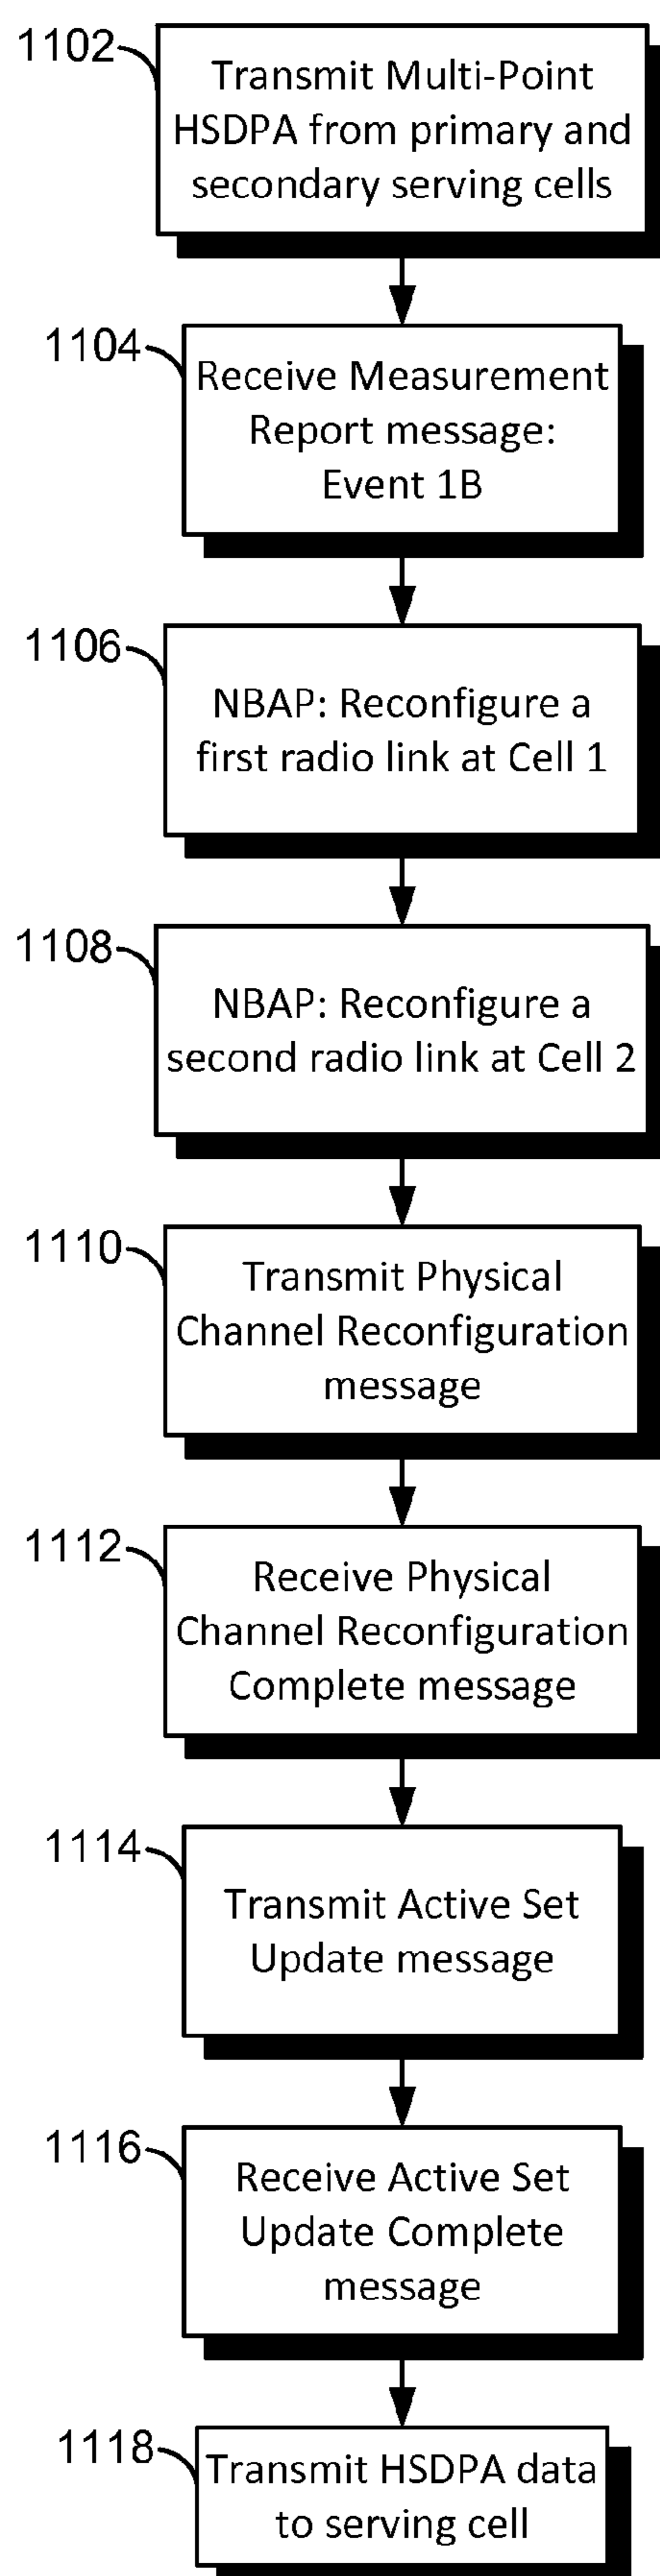 1102
Transmit Multi-Point
HSDPA from primary and
secondary serving cells
1104
Receive Measurement
Report message:
Event 1B
1106
NBAP: Reconfigure a
first radio link at Cell 1
1108
NBAP: Reconfigure a
second radio link at Cell 2
1110
Transmit Physical
Channel Reconfiguration
message
1112
Receive Physical
Channel Reconfiguration
Complete message
1114
Transmit Active Set
Update message
1116
Receive Active Set
Update Complete
message
1118
Transmit HSDPA data
to serving cell